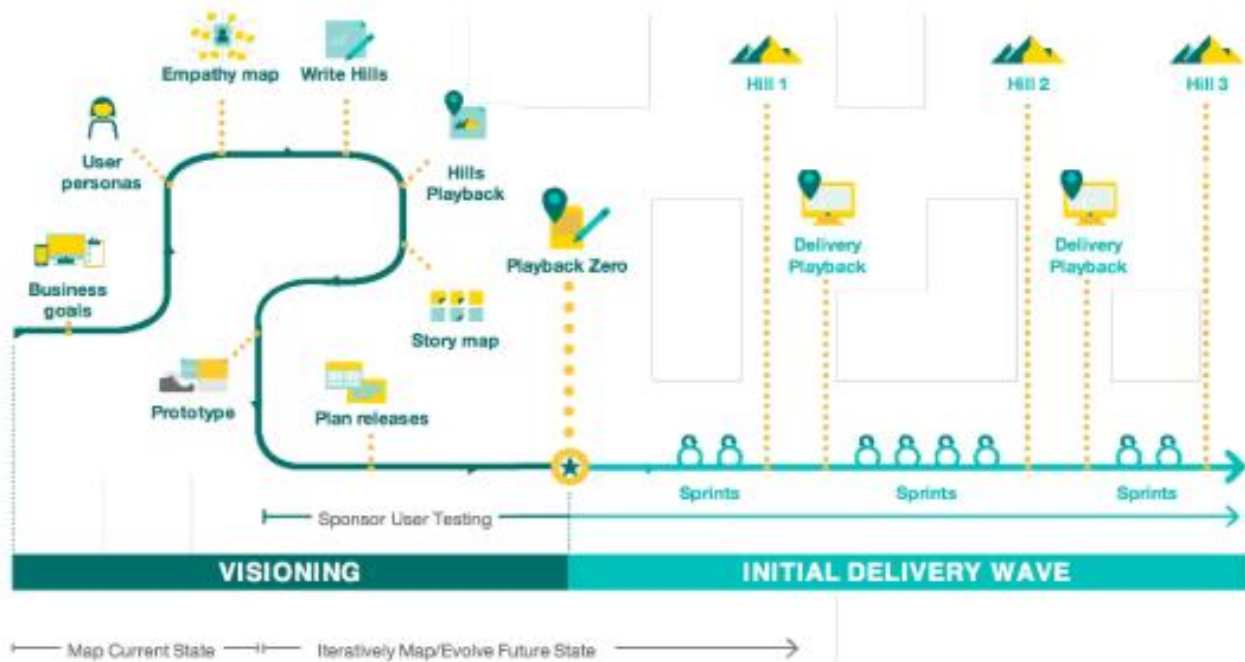 Empathy map
Write Hills
Hill 1
Hill 2
Hill 3
User
personas
Hills
Playback
Business
goals
Playback Zero
Delivery
Playback
Delivery
Playback
Story map
Prototype
Plan releases
Sprints
Sprints
Sprints
Sponsor User Testing
VISIONING
INITIAL DELIVERY WAVE
Map Current State
Iteratively Map/Evolve Future State